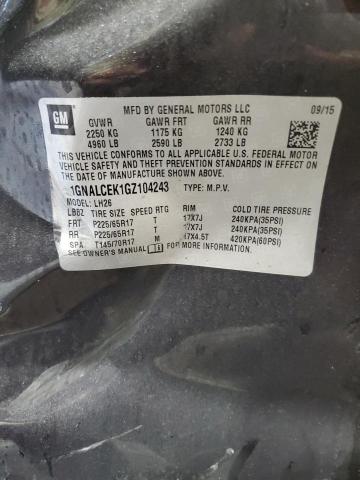 GM
MFD BY GENERAL MOTORS LLC 09/15
GVWR GAWR FRT GAWR RR
2250 KG 1175 KG 1240 KG
4960 LB 2590 LB 2733 LB
THIS VEHICLE CONFORMS TO ALL APPLICABLE U.S. FEDERAL MOTOR
VEHICLE SAFETY AND THEFT PREVENTION STANDARDS IN EFFECT ON
THE DATE OF MANUFACTURE SHOWN ABOVE.
1GNALCEK1GZ104243 TYPE: M.P.V.
MODEL: LH26
LBBZ TIRE SIZE SPEED RTG RIM COLD TIRE PRESSURE
FRT P225/65R17 T 17X7J 240KPA(35PSI)
RR P225/65R17 T 17X7J 240KPA(35PSI)
SPA T145/70R17 M 17X4.5T 420KPA(60PSI)
SEE OWNER'S MANUAL